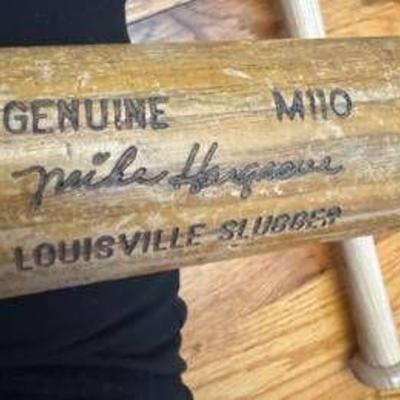 GENUINE M110
Mike Hargrove
LOUISVILLE SLUGGER